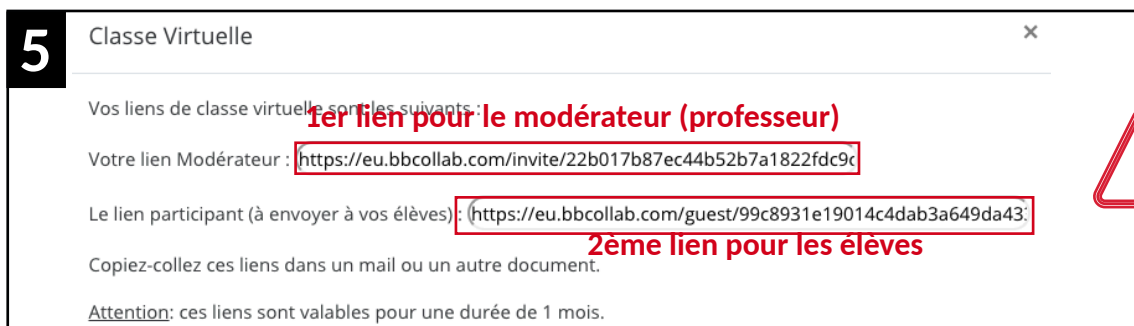 5
Classe Virtuelle
×
Vos liens de classe virtuelle sont les suivants :
1er lien pour le modérateur (professeur)
Votre lien Modérateur : https://eu.bbcollab.com/invite/22b017b87ec44b52b7a1822fdc9c
Le lien participant (à envoyer à vos élèves) : https://eu.bbcollab.com/guest/99c8931e19014c4dab3a649da43
2ème lien pour les élèves
Copiez-collez ces liens dans un mail ou un autre document.
Attention: ces liens sont valables pour une durée de 1 mois.